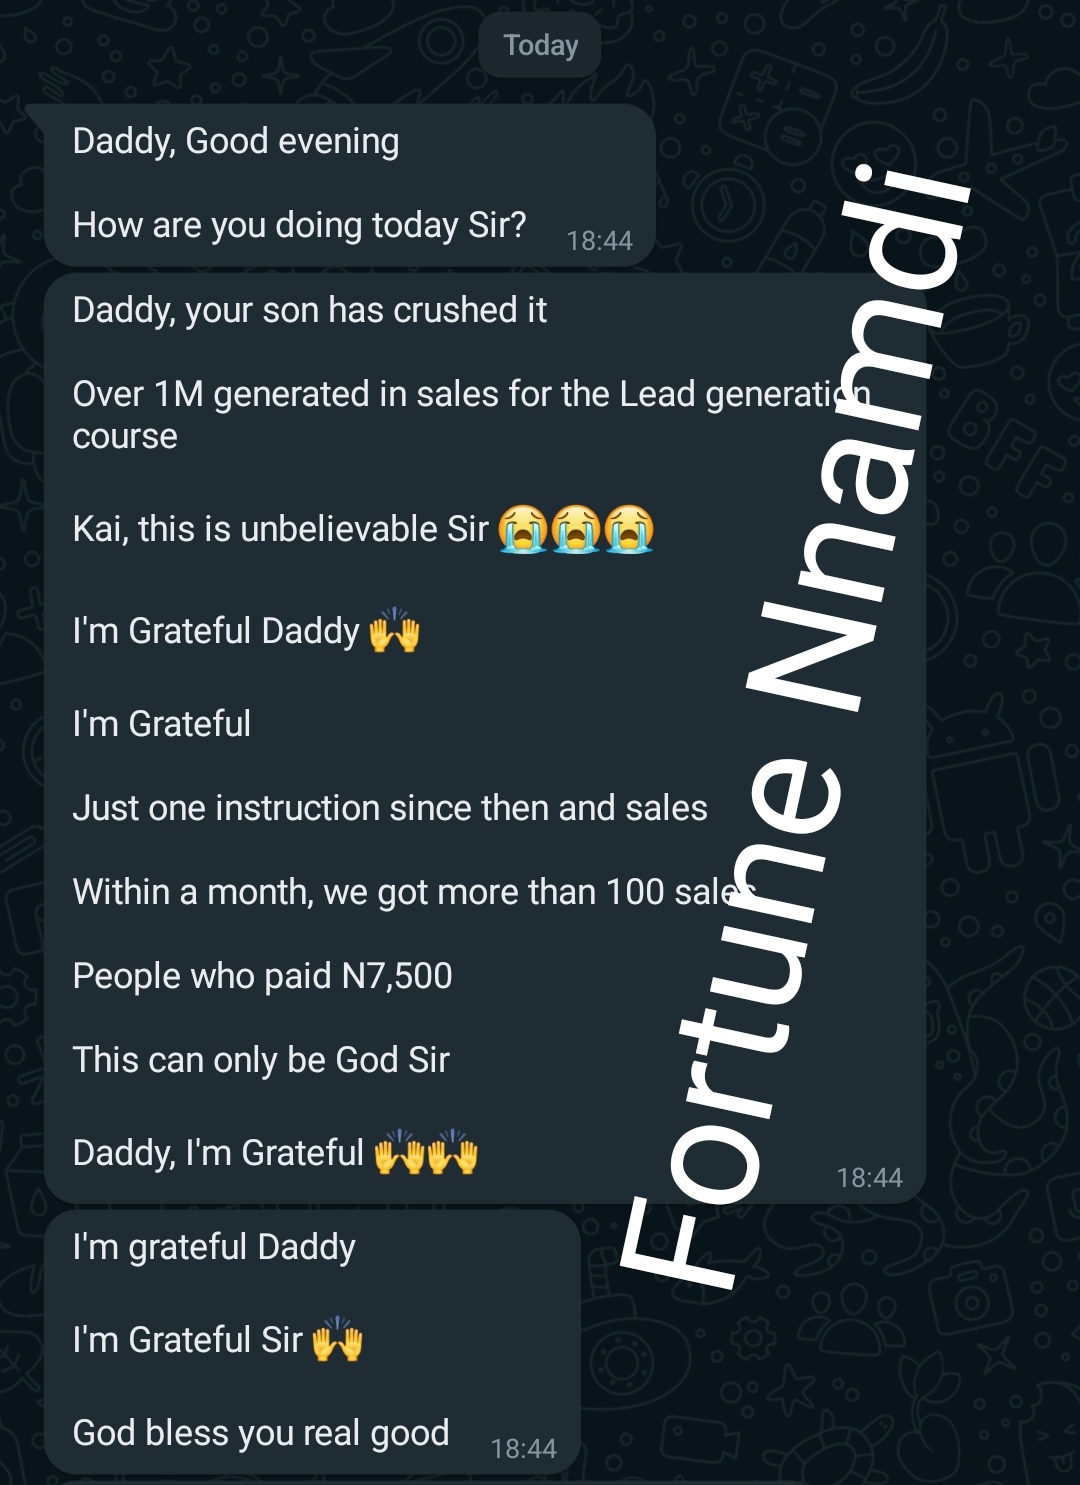 Today
Daddy, Good evening
How are you doing today Sir?
18:44
Daddy, your son has crushed it
Over 1M generated in sales for the Lead generation
course
Kai, this is unbelievable Sir 😭😭😭
I'm Grateful Daddy 🙌
I'm Grateful
Just one instruction since then and sales
Within a month, we got more than 100 sales
People who paid N7,500
This can only be God Sir
Daddy, I'm Grateful 🙌🙌
18:44
I'm grateful Daddy
I'm Grateful Sir 🙌
God bless you real good
18:44
Fortune Nnamdi